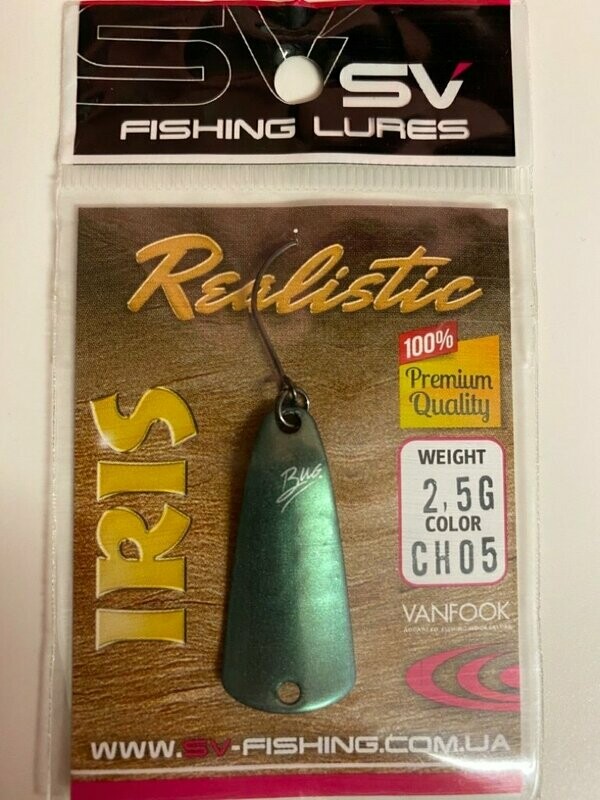 SV
SV
FISHING LURES
Realistic
100%
Premium
Quality
IRIS
WEIGHT
2,5G
COLOR
CH05
VANFOOK
WWW.SV-FISHING.COM.UA